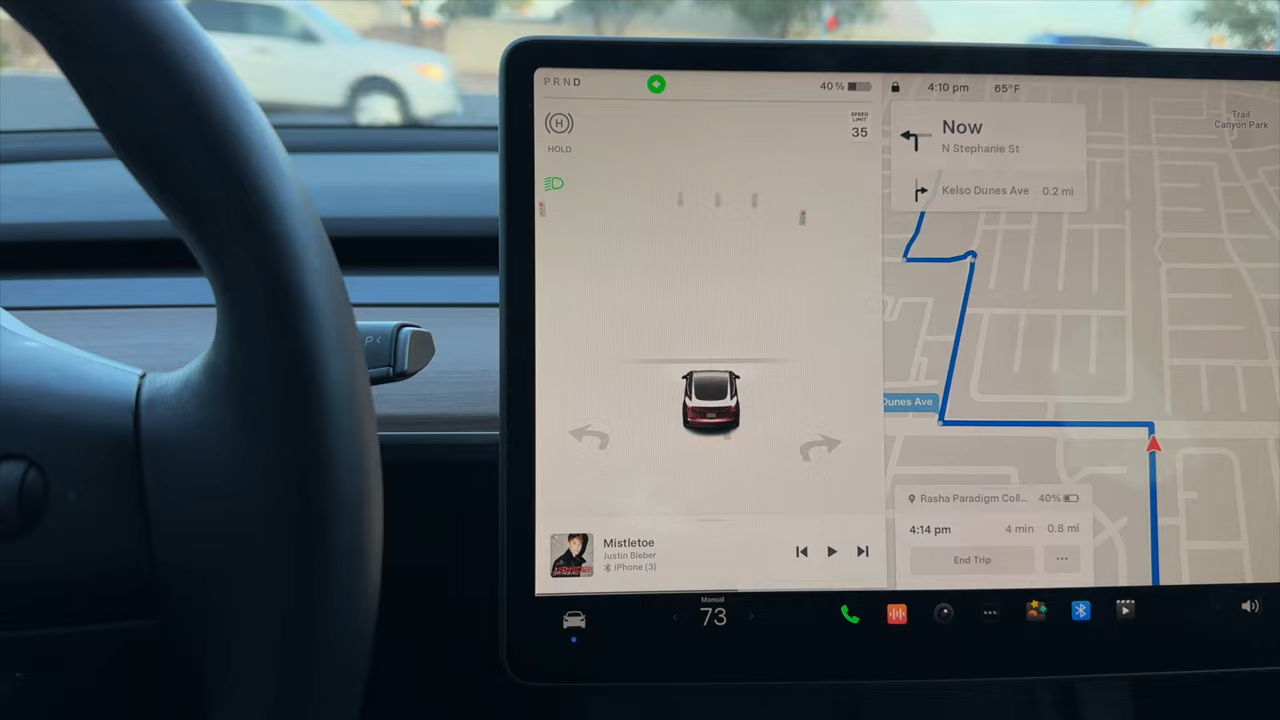 P R N D
40 %
4:10 pm
65°F
HOLD
SPEED
LIMIT
35
Now
N Stephanie St
Kelso Dunes Ave 0.2 mi
Trail
Canyon Park
P <
Dunes Ave
Rasha Paradigm Coll... 40%
4:14 pm 4 min 0.8 mi
End Trip
Mistletoe
Justin Bieber
iPhone (3)
Manual
73